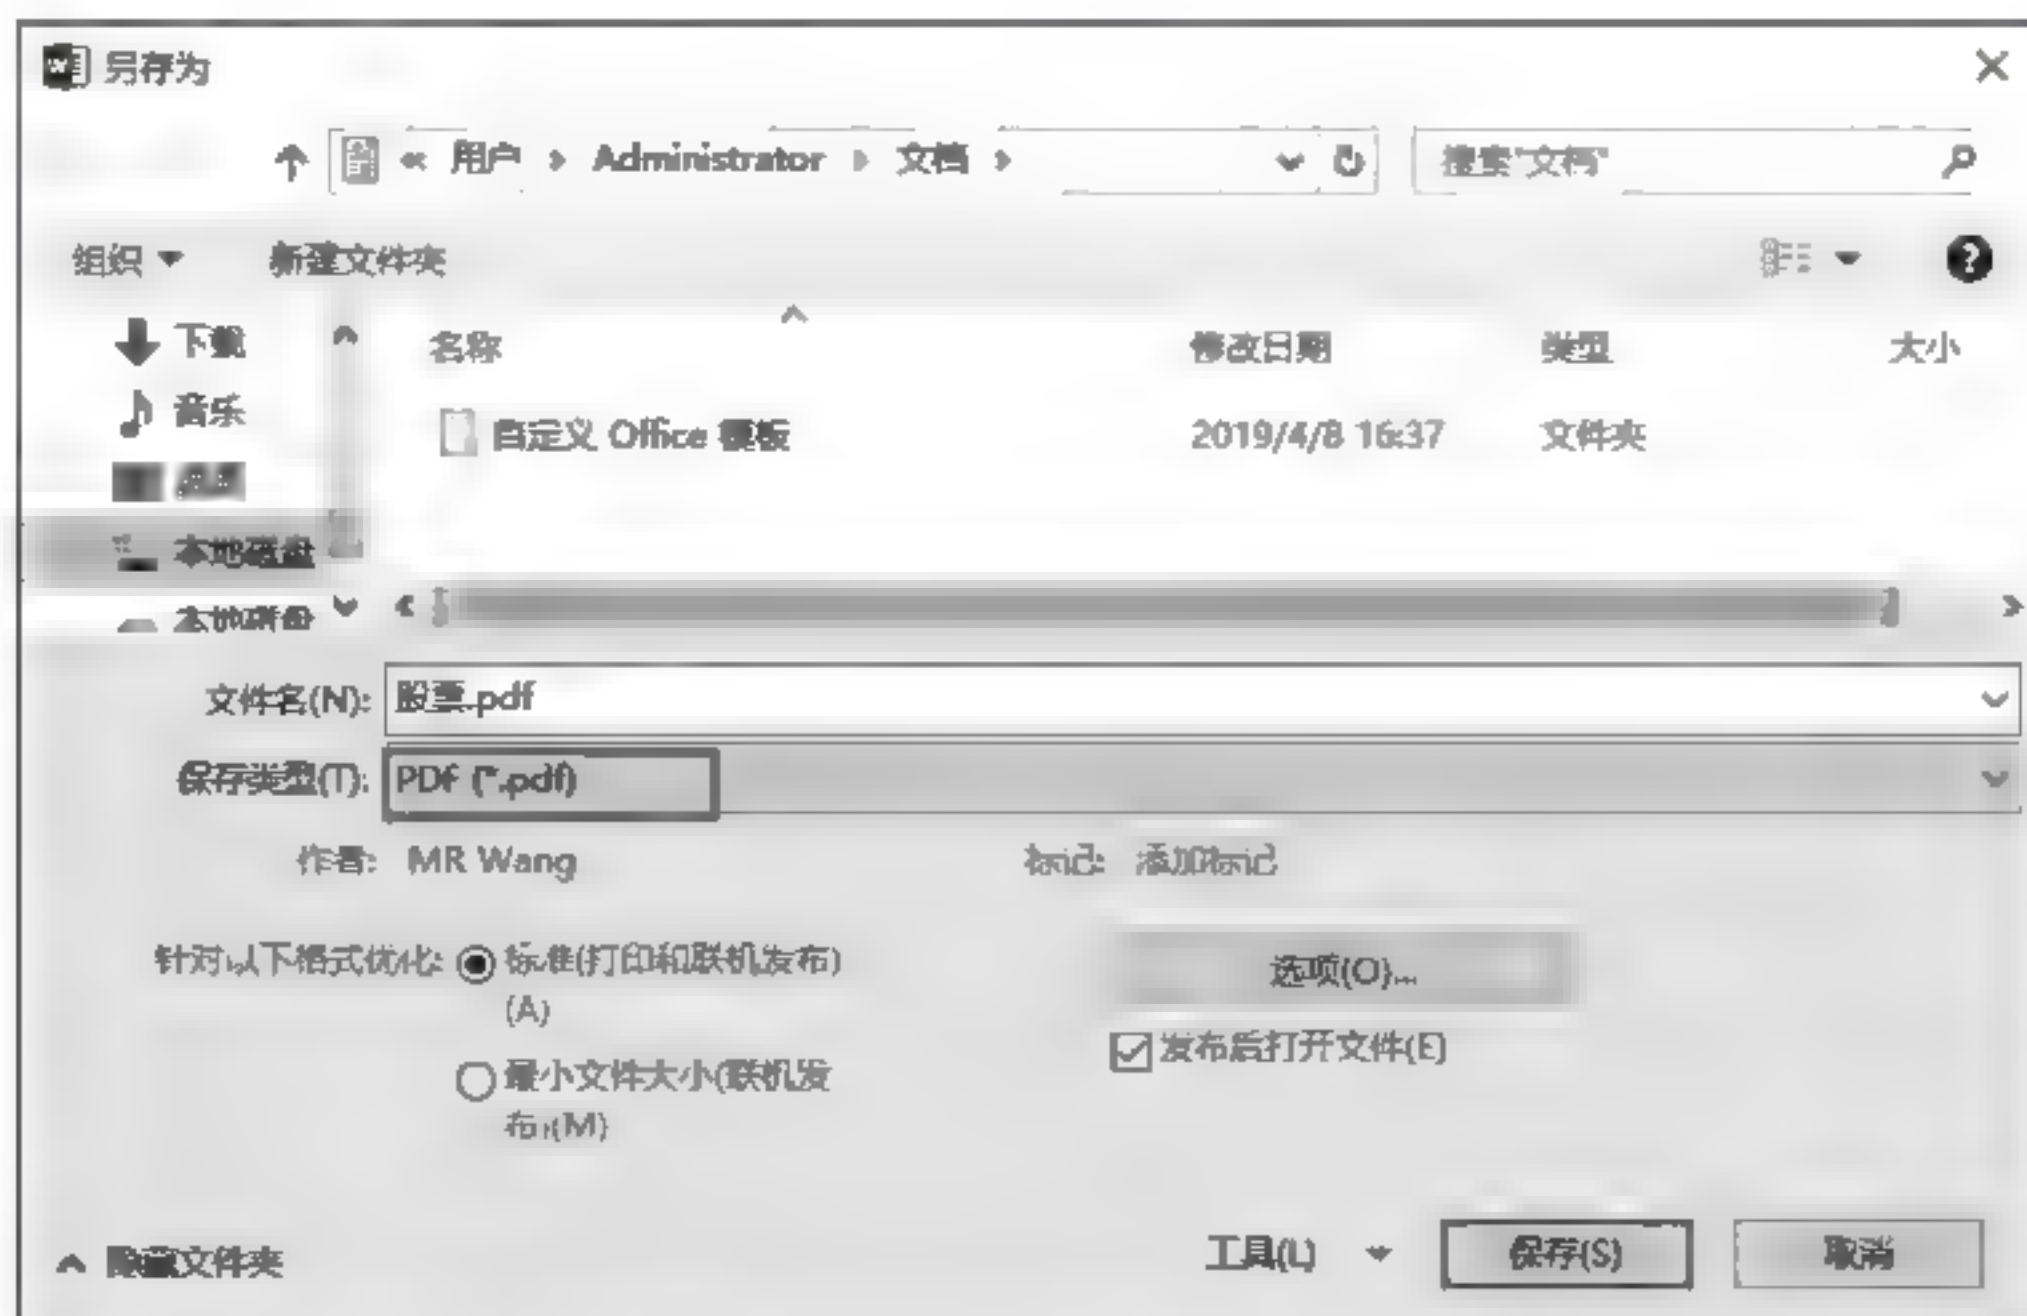 另存为
« 用户 › Administrator › 文档 ›
搜索"文档"
组织
新建文件夹
下载
音乐
本地磁盘
名称
修改日期
类型
大小
自定义 Office 模板
2019/4/8 16:37
文件夹
文件名(N):
股票.pdf
保存类型(T):
PDF (*.pdf)
作者: MR Wang
标记: 添加标记
针对以下格式优化:
标准(打印和联机发布)
(A)
最小文件大小(联机发
布)(M)
选项(O)...
发布后打开文件(E)
隐藏文件夹
工具(L)
保存(S)
取消